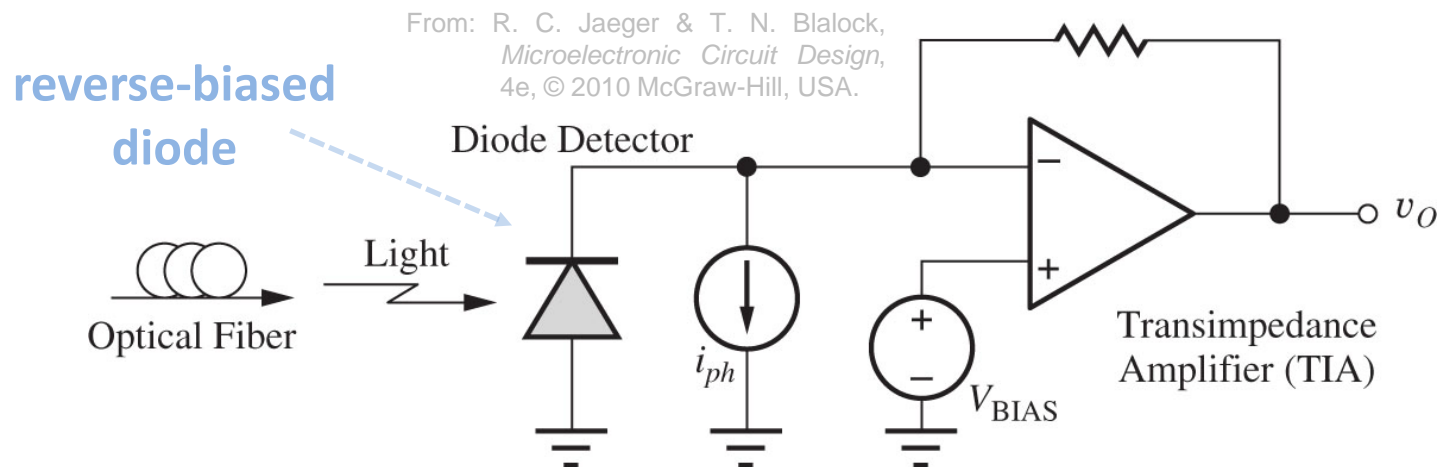 From: R. C. Jaeger & T. N. Blalock,
Microelectronic Circuit Design,
4e, © 2010 McGraw-Hill, USA.
reverse-biased
diode
Diode Detector
Light
Optical Fiber
i_ph
−
+
+
−
V_BIAS
v_O
Transimpedance
Amplifier (TIA)